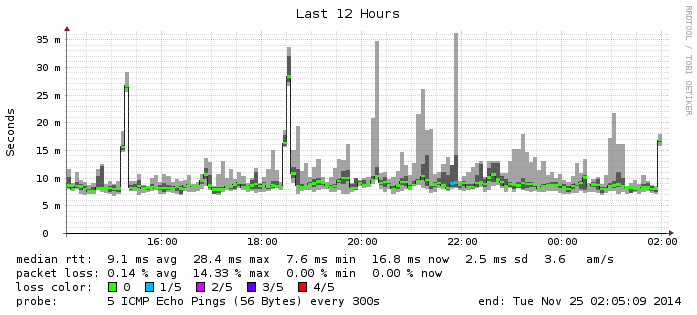 Last 12 Hours
RRDTOOL / TOBI OETIKER
Seconds
35 m
30 m
25 m
20 m
15 m
10 m
5 m
0
16:00 18:00 20:00 22:00 00:00 02:00
median rtt: 9.1 ms avg 28.4 ms max 7.6 ms min 16.8 ms now 2.5 ms sd 3.6 am/s
packet loss: 0.14 % avg 14.33 % max 0.00 % min 0.00 % now
loss color: 0 1/5 2/5 3/5 4/5
probe: 5 ICMP Echo Pings (56 Bytes) every 300s end: Tue Nov 25 02:05:09 2014